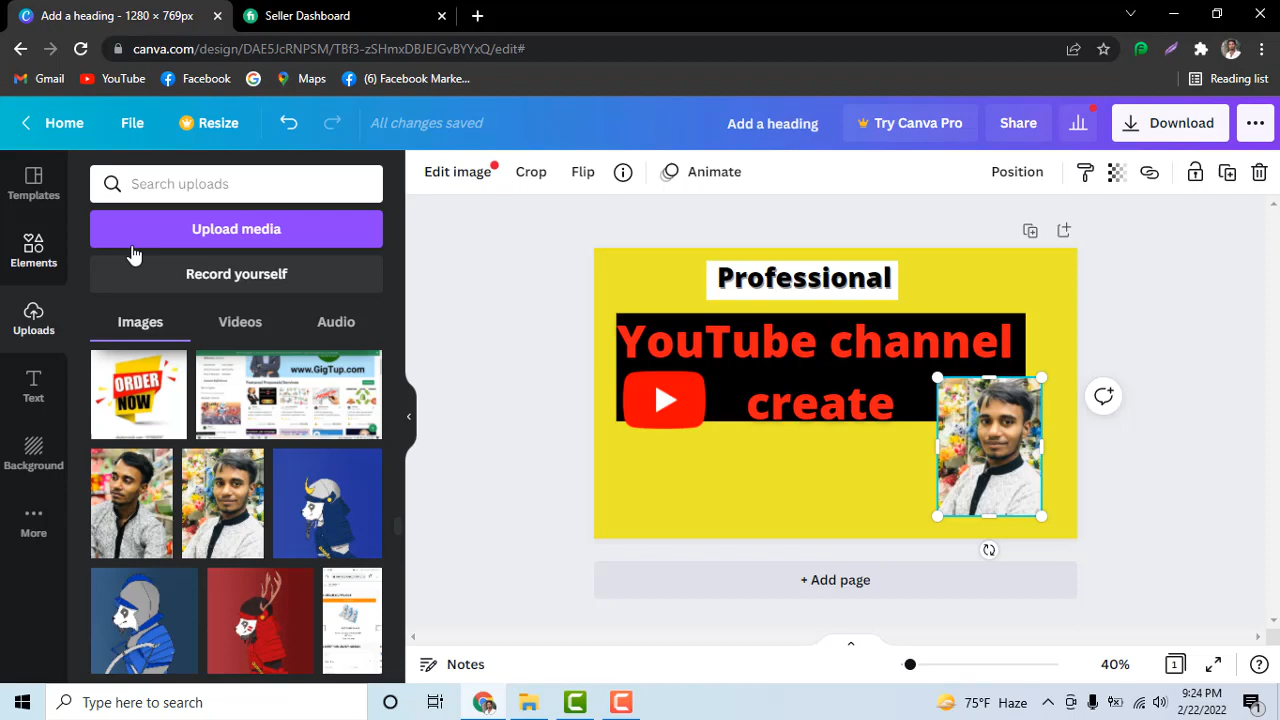 Add a heading – 1280 × 769px
Seller Dashboard
canva.com/design/DAE5JcRNPSM/TBf3-zSHmxDBJEJGvBYYxQ/edit#
Gmail
YouTube
Facebook
Maps
(6) Facebook Marke...
Reading list
Home
File
Resize
All changes saved
Add a heading
Try Canva Pro
Share
Download
Templates
Elements
Uploads
Text
Background
More
Search uploads
Upload media
Record yourself
Images
Videos
Audio
ORDER
NOW
www.GigTup.com
Edit image
Crop
Flip
Animate
Position
Professional
YouTube channel
create
+ Add page
Notes
40%
1
Type here to search
75°F Haze
9:24 PM
2/22/2022
1